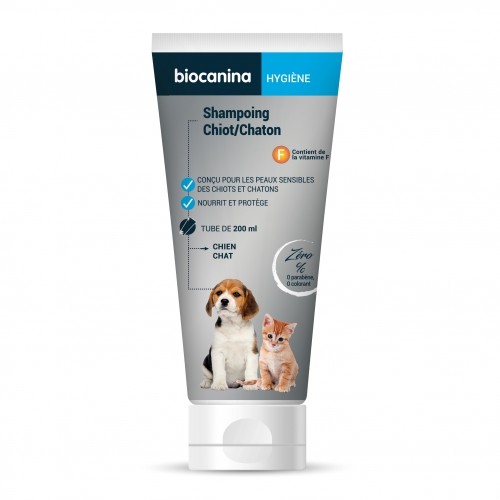 biocanina HYGIÈNE
Shampoing
Chiot/Chaton
F Contient de
la vitamine F
CONÇU POUR LES PEAUX SENSIBLES
DES CHIOTS ET CHATONS
NOURRIT ET PROTÈGE
TUBE DE 200 ml
CHIEN
CHAT
Zéro
%
0 parabène,
0 colorant